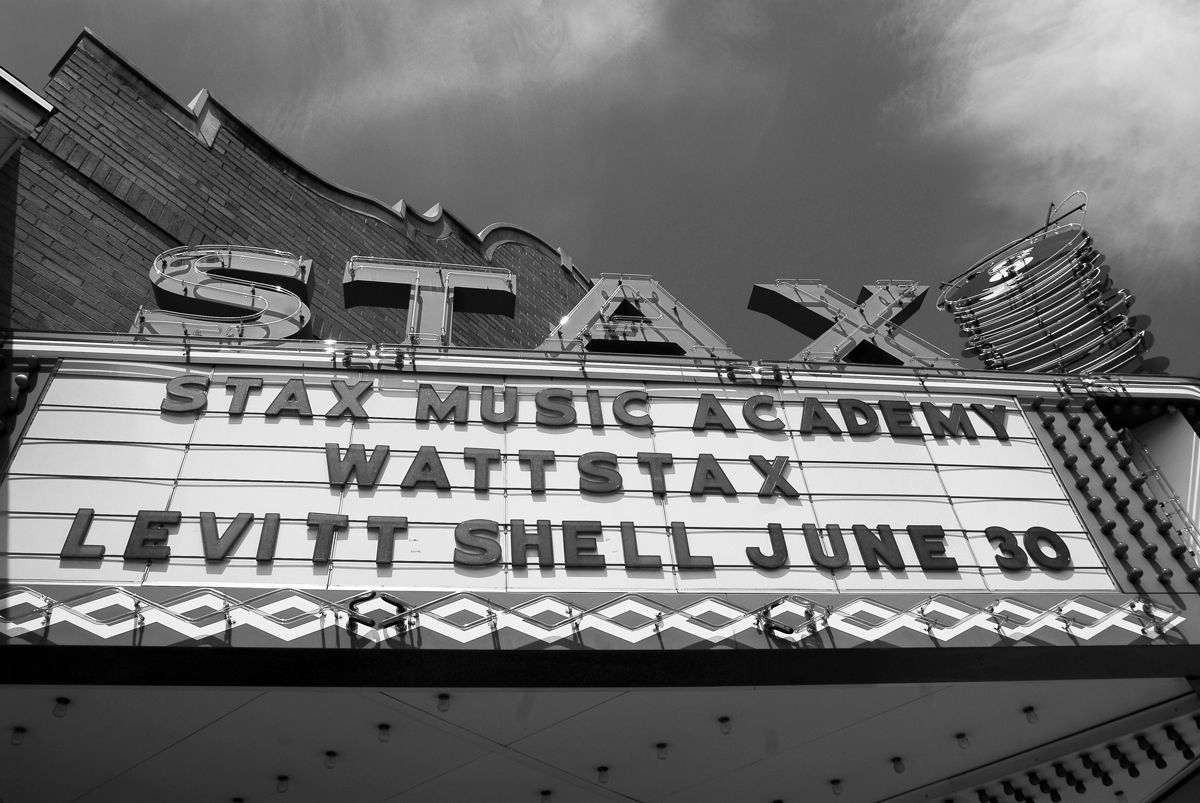 STAX
STAX MUSIC ACADEMY
WATTSTAX
LEVITT SHELL JUNE 30